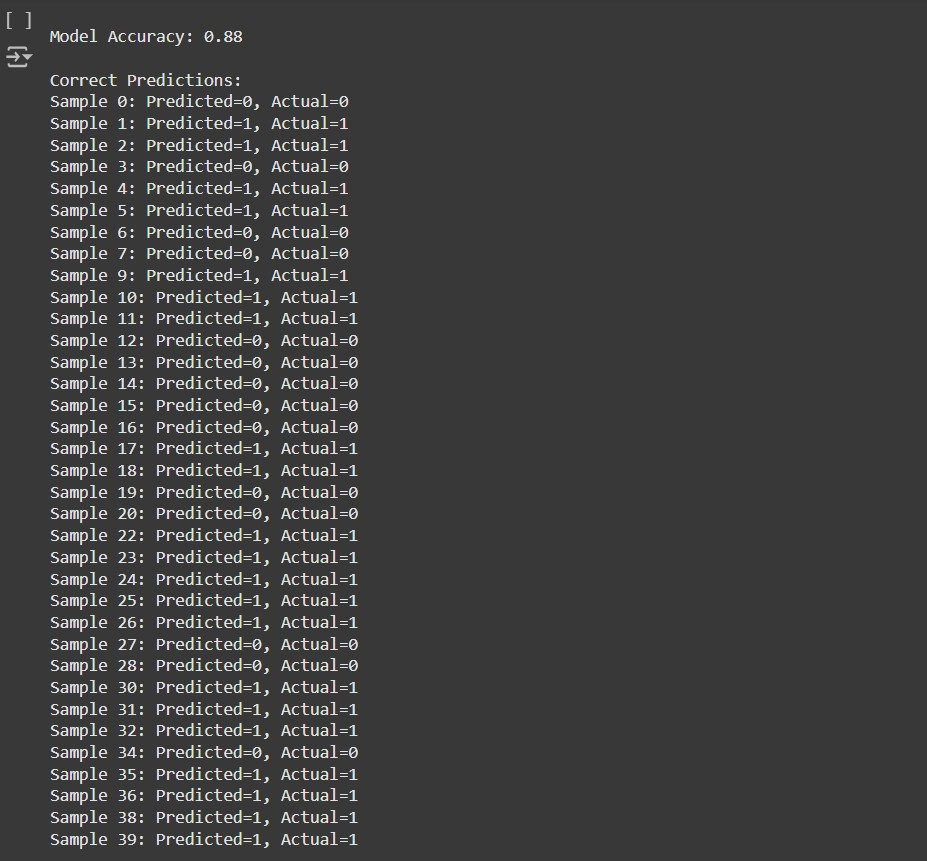 [ ]
Model Accuracy: 0.88
Correct Predictions:
Sample 0: Predicted=0, Actual=0
Sample 1: Predicted=1, Actual=1
Sample 2: Predicted=1, Actual=1
Sample 3: Predicted=0, Actual=0
Sample 4: Predicted=1, Actual=1
Sample 5: Predicted=1, Actual=1
Sample 6: Predicted=0, Actual=0
Sample 7: Predicted=0, Actual=0
Sample 9: Predicted=1, Actual=1
Sample 10: Predicted=1, Actual=1
Sample 11: Predicted=1, Actual=1
Sample 12: Predicted=0, Actual=0
Sample 13: Predicted=0, Actual=0
Sample 14: Predicted=0, Actual=0
Sample 15: Predicted=0, Actual=0
Sample 16: Predicted=0, Actual=0
Sample 17: Predicted=1, Actual=1
Sample 18: Predicted=1, Actual=1
Sample 19: Predicted=0, Actual=0
Sample 20: Predicted=0, Actual=0
Sample 22: Predicted=1, Actual=1
Sample 23: Predicted=1, Actual=1
Sample 24: Predicted=1, Actual=1
Sample 25: Predicted=1, Actual=1
Sample 26: Predicted=1, Actual=1
Sample 27: Predicted=0, Actual=0
Sample 28: Predicted=0, Actual=0
Sample 30: Predicted=1, Actual=1
Sample 31: Predicted=1, Actual=1
Sample 32: Predicted=1, Actual=1
Sample 34: Predicted=0, Actual=0
Sample 35: Predicted=1, Actual=1
Sample 36: Predicted=1, Actual=1
Sample 38: Predicted=1, Actual=1
Sample 39: Predicted=1, Actual=1